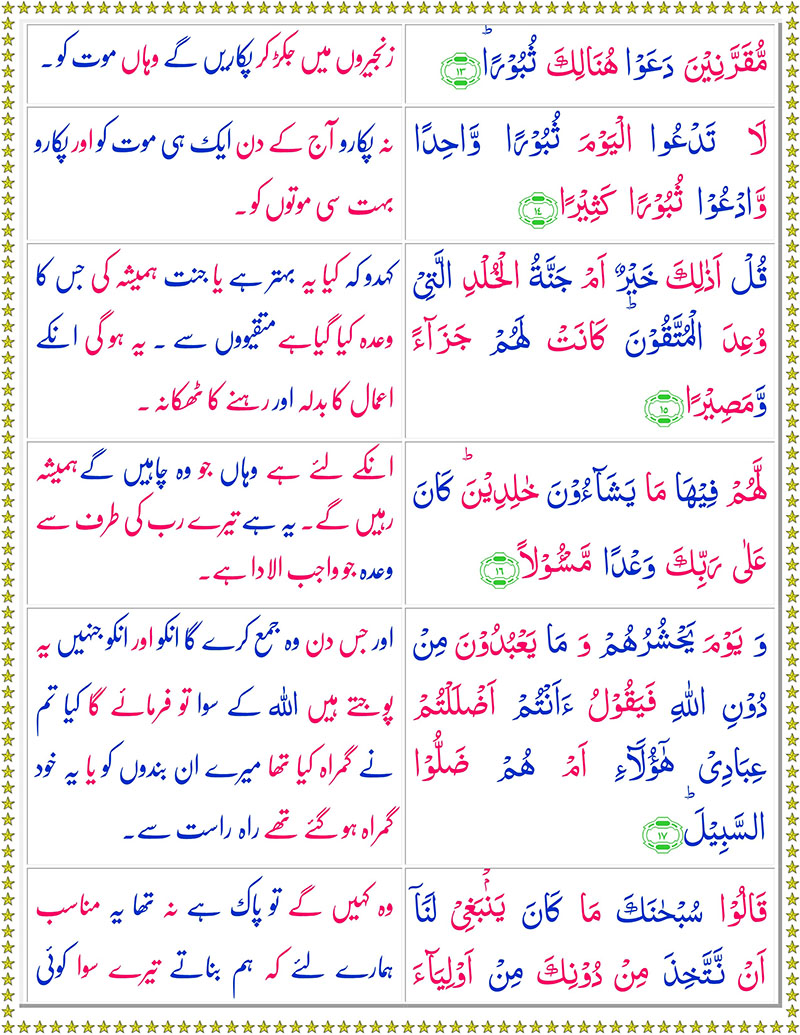 مُّقَرَّنِيۡنَ دَعَوۡا هُنَالِكَ ثُبُوۡرًا ؕ‏ ﴿۱۳﴾
زنجیروں میں جکڑ کر پکاریں گے وہاں موت کو۔
لَا تَدۡعُوا الۡيَوۡمَ ثُبُوۡرًا وَّاحِدًا
وَّادۡعُوۡا ثُبُوۡرًا كَثِيۡرًا ﴿۱۴﴾
نہ پکارو آج کے دن ایک ہی موت کو اور پکارو
بہت سی موتوں کو۔
قُلۡ اَذٰلِكَ خَيۡرٌ اَمۡ جَنَّةُ الۡخُلۡدِ الَّتِىۡ
وُعِدَ الۡمُتَّقُوۡنَ ؕ كَانَتۡ لَهُمۡ جَزَآءً
وَّمَصِيۡرًا ﴿۱۵﴾
کہدو کہ کیا یہ بہتر ہے یا جنت ہمیشہ کی جس کا
وعدہ کیا گیا ہے متقیوں سے ۔ یہ ہو گی انکے
اعمال کا بدلہ اور رہنے کا ٹھکانہ ۔
لَّهُمۡ فِيۡهَا مَا يَشَآءُوۡنَ خٰلِدِيۡنَ ؕ كَانَ
عَلٰى رَبِّكَ وَعۡدًا مَّسۡـُٔوۡلًا ﴿۱۶﴾
انکے لئے ہے وہاں جو وہ چاہیں گے ہمیشہ
رہیں گے۔ یہ ہے تیرے رب کی طرف سے
وعدہ جو واجب الادا ہے۔
وَ يَوۡمَ يَحۡشُرُهُمۡ وَ مَا يَعۡبُدُوۡنَ مِنۡ
دُوۡنِ اللّٰهِ فَيَقُوۡلُ ءَاَنۡتُمۡ اَضۡلَلۡتُمۡ
عِبَادِىۡ هٰٓؤُلَآءِ اَمۡ هُمۡ ضَلُّوا
السَّبِيۡلَ ؕ ﴿۱۷﴾
اور جس دن وہ جمع کرے گا انکو اور انکو جنہیں یہ
پوجتے ہیں اللہ کے سوا تو فرمائے گا کیا تم
نے گمراہ کیا تھا میرے ان بندوں کو یا یہ خود
گمراہ ہو گئے تھے راہ راست سے۔
قَالُوۡا سُبۡحٰنَكَ مَا كَانَ يَنۡۢبَغِىۡ لَنَاۤ
اَنۡ نَّـتَّخِذَ مِنۡ دُوۡنِكَ مِنۡ اَوۡلِيَآءَ
وہ کہیں گے تو پاک ہے نہ تھا یہ مناسب
ہمارے لئے کہ ہم بناتے تیرے سوا کوئی